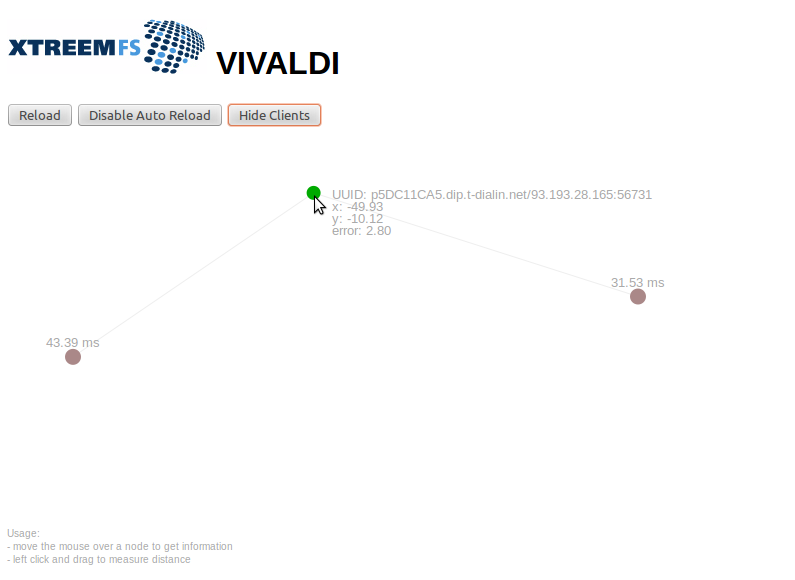 XTREEMFS VIVALDI
Reload Disable Auto Reload Hide Clients
UUID: p5DC11CA5.dip.t-dialin.net/93.193.28.165:56731
x: -49.93
y: -10.12
error: 2.80
31.53 ms
43.39 ms
Usage:
- move the mouse over a node to get information
- left click and drag to measure distance